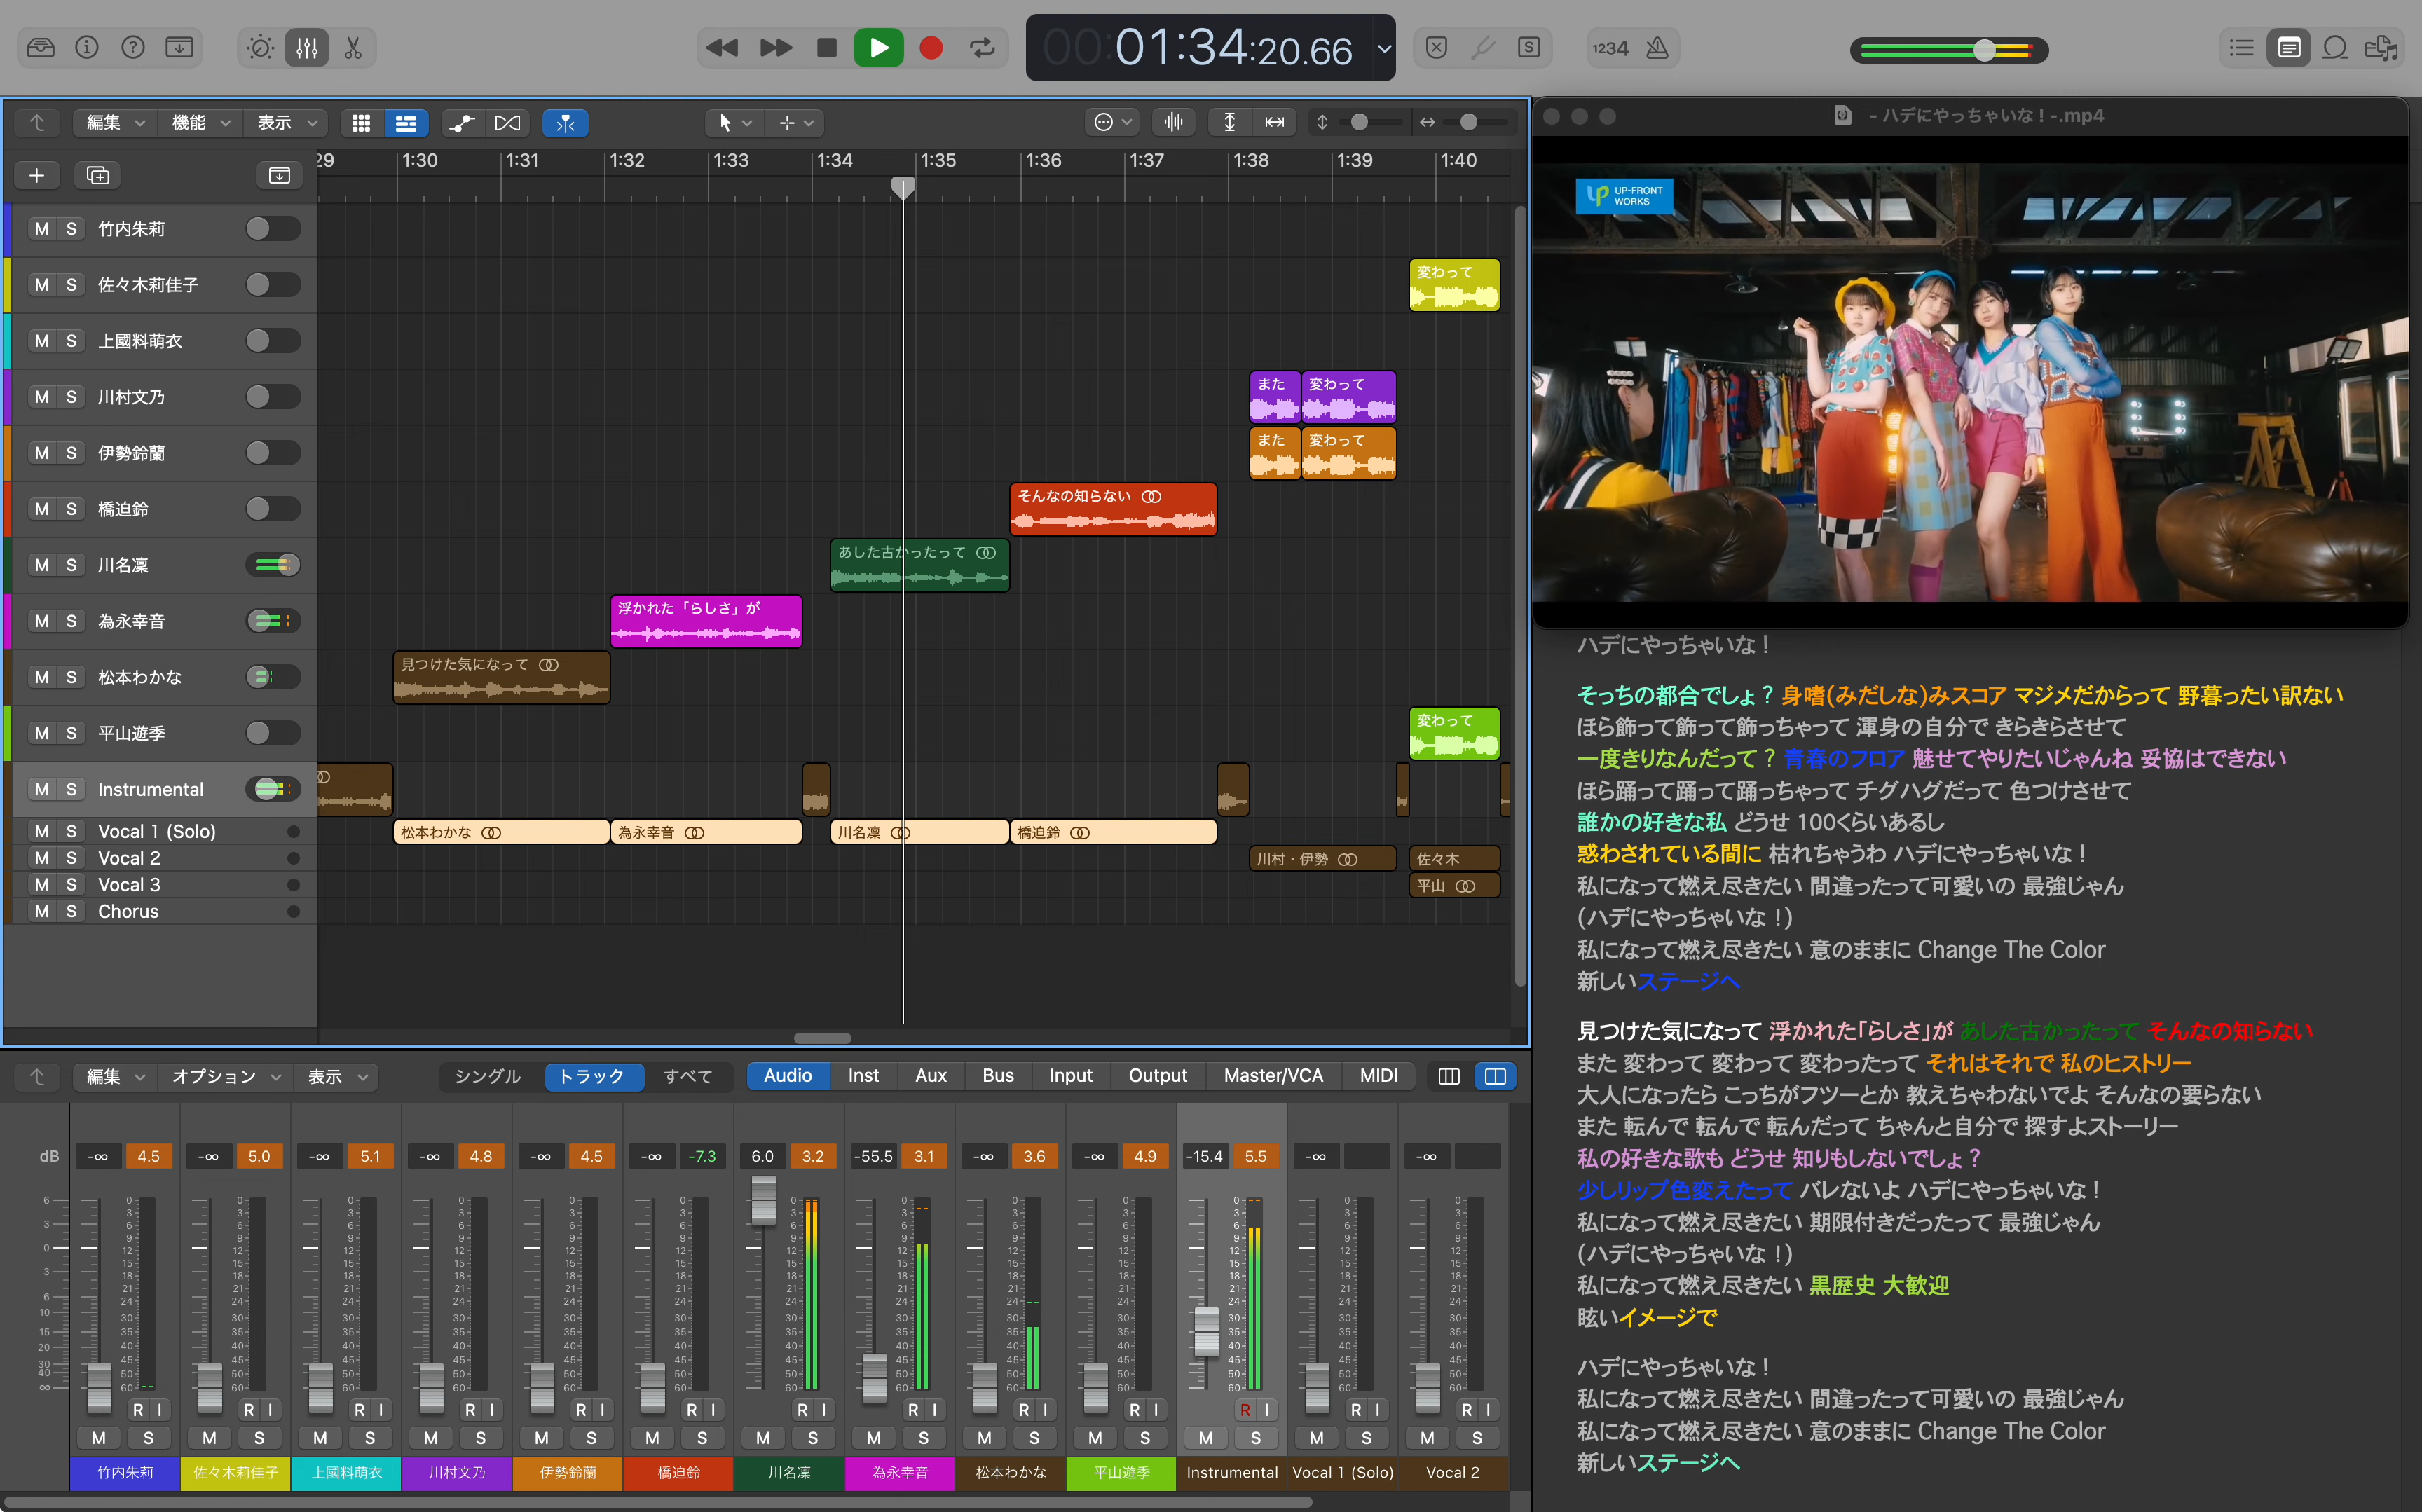 00:01:34:20.66
1234
編集 機能 表示
29 1:30 1:31 1:32 1:33 1:34 1:35 1:36 1:37 1:38 1:39 1:40
M S 竹内朱莉
M S 佐々木莉佳子
変わって
M S 上國料萌衣
M S 川村文乃
また 変わって
M S 伊勢鈴蘭
また 変わって
M S 橋迫鈴
そんなの知らない
M S 川名凜
あした古かったって
M S 為永幸音
浮かれた「らしさ」が
M S 松本わかな
見つけた気になって
M S 平山遊季
変わって
M S Instrumental
M S Vocal 1 (Solo)
松本わかな 為永幸音 川名凜 橋迫鈴
M S Vocal 2
川村・伊勢 佐々木
M S Vocal 3
平山
M S Chorus
- ハデにやっちゃいな！-.mp4
UP-FRONT
WORKS
ハデにやっちゃいな！
そっちの都合でしょ？ 身嗜(みだしな)みスコア マジメだからって 野暮ったい訳ない
ほら飾って飾って飾っちゃって 渾身の自分で きらきらさせて
一度きりなんだって？ 青春のフロア 魅せてやりたいじゃんね 妥協はできない
ほら踊って踊って踊っちゃって チグハグだって 色つけさせて
誰かの好きな私 どうせ 100くらいあるし
惑わされている間に 枯れちゃうわ ハデにやっちゃいな！
私になって燃え尽きたい 間違ったって可愛いの 最強じゃん
(ハデにやっちゃいな！)
私になって燃え尽きたい 意のままに Change The Color
新しいステージへ
見つけた気になって 浮かれた｢らしさ｣が あした古かったって そんなの知らない
また 変わって 変わって 変わったって それはそれで 私のヒストリー
大人になったら こっちがフツーとか 教えちゃわないでよ そんなの要らない
また 転んで 転んで 転んだって ちゃんと自分で 探すよストーリー
私の好きな歌も どうせ 知りもしないでしょ？
少しリップ色変えたって バレないよ ハデにやっちゃいな！
私になって燃え尽きたい 期限付きだったって 最強じゃん
(ハデにやっちゃいな！)
私になって燃え尽きたい 黒歴史 大歓迎
眩いイメージで
ハデにやっちゃいな！
私になって燃え尽きたい 間違ったって可愛いの 最強じゃん
私になって燃え尽きたい 意のままに Change The Color
新しいステージへ
編集 オプション 表示 シングル トラック すべて Audio Inst Aux Bus Input Output Master/VCA MIDI
dB -∞ 4.5 -∞ 5.0 -∞ 5.1 -∞ 4.8 -∞ 4.5 -∞ -7.3 6.0 3.2 -55.5 3.1 -∞ 3.6 -∞ 4.9 -15.4 5.5 -∞ -∞
R I R I R I R I R I R I R I R I R I R I R I R I R I
M S M S M S M S M S M S M S M S M S M S M S M S M S
竹内朱莉 佐々木莉佳子 上國料萌衣 川村文乃 伊勢鈴蘭 橋迫鈴 川名凜 為永幸音 松本わかな 平山遊季 Instrumental Vocal 1 (Solo) Vocal 2